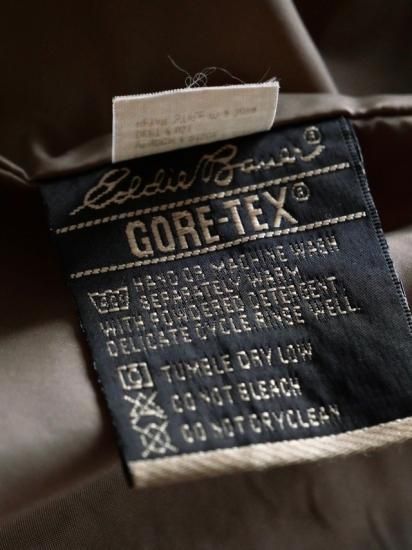 Eddie Bauer®
GORE-TEX®
HAND OR MACHINE WASH
SEPERATELY WARM
WITH POWDERED DETERGENT
DELICATE CYCLE. RINSE WELL.
TUMBLE DRY LOW
DO NOT BLEACH
DO NOT DRYCLEAN